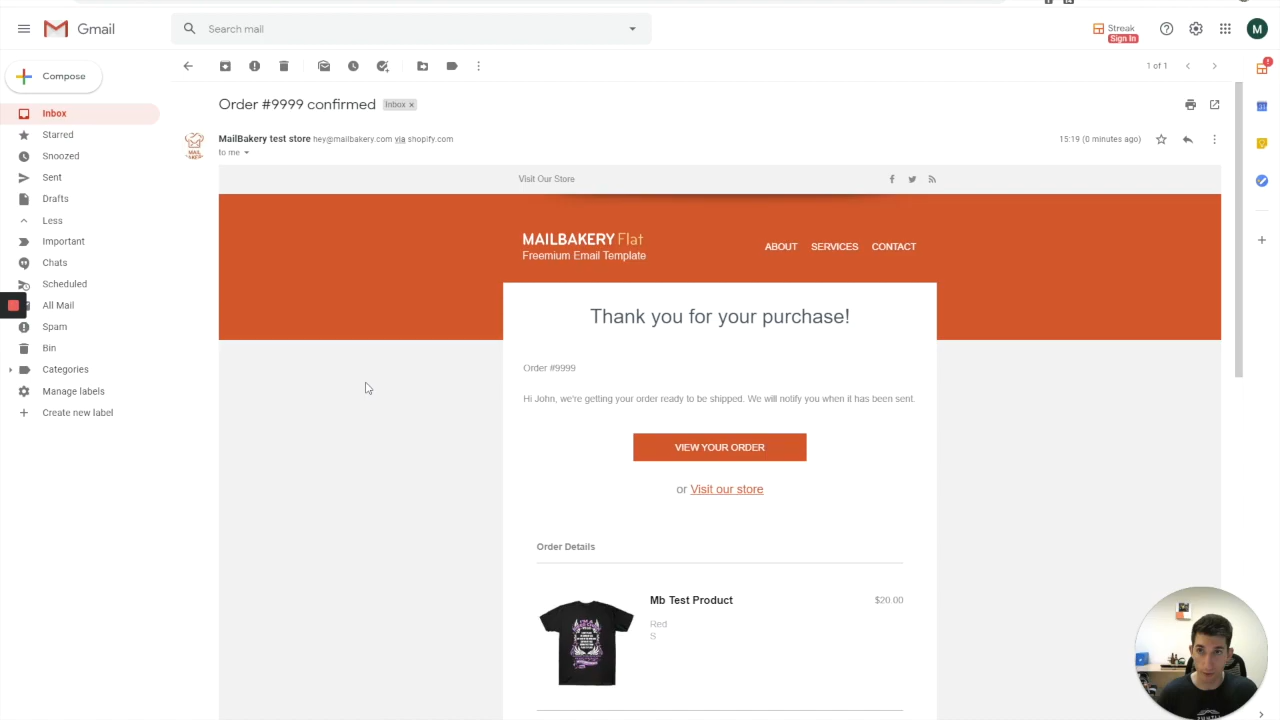 Gmail
Search mail
Streak
Sign In
M
Compose
1 of 1
Inbox
Starred
Snoozed
Sent
Drafts
Less
Important
Chats
Scheduled
All Mail
Spam
Bin
Categories
Manage labels
Create new label
Order #9999 confirmed
Inbox ×
MailBakery test store hey@mailbakery.com via shopify.com
15:19 (0 minutes ago)
to me
Visit Our Store
MAILBAKERY Flat
Freemium Email Template
ABOUT SERVICES CONTACT
Thank you for your purchase!
Order #9999
Hi John, we're getting your order ready to be shipped. We will notify you when it has been sent.
VIEW YOUR ORDER
or Visit our store
Order Details
Mb Test Product
$20.00
Red
S